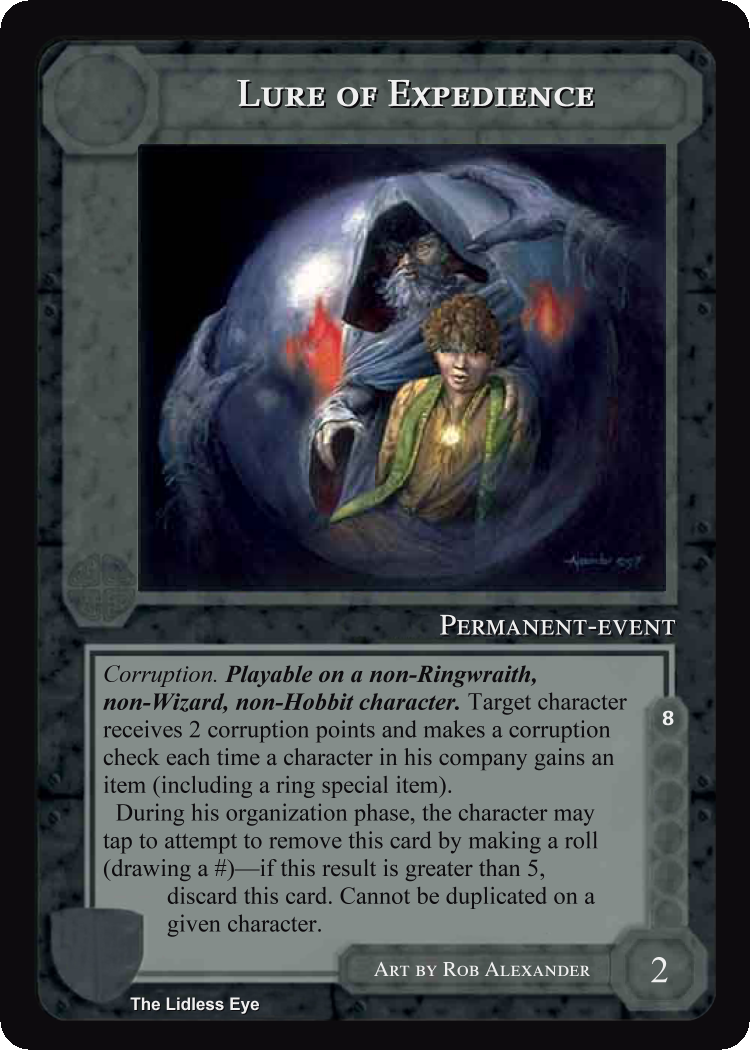 Lure of Expedience
Permanent-event
Corruption. Playable on a non-Ringwraith,
non-Wizard, non-Hobbit character. Target character
receives 2 corruption points and makes a corruption
check each time a character in his company gains an
item (including a ring special item).
During his organization phase, the character may
tap to attempt to remove this card by making a roll
(drawing a #)—if this result is greater than 5,
discard this card. Cannot be duplicated on a
given character.
8
Art by Rob Alexander
2
The Lidless Eye